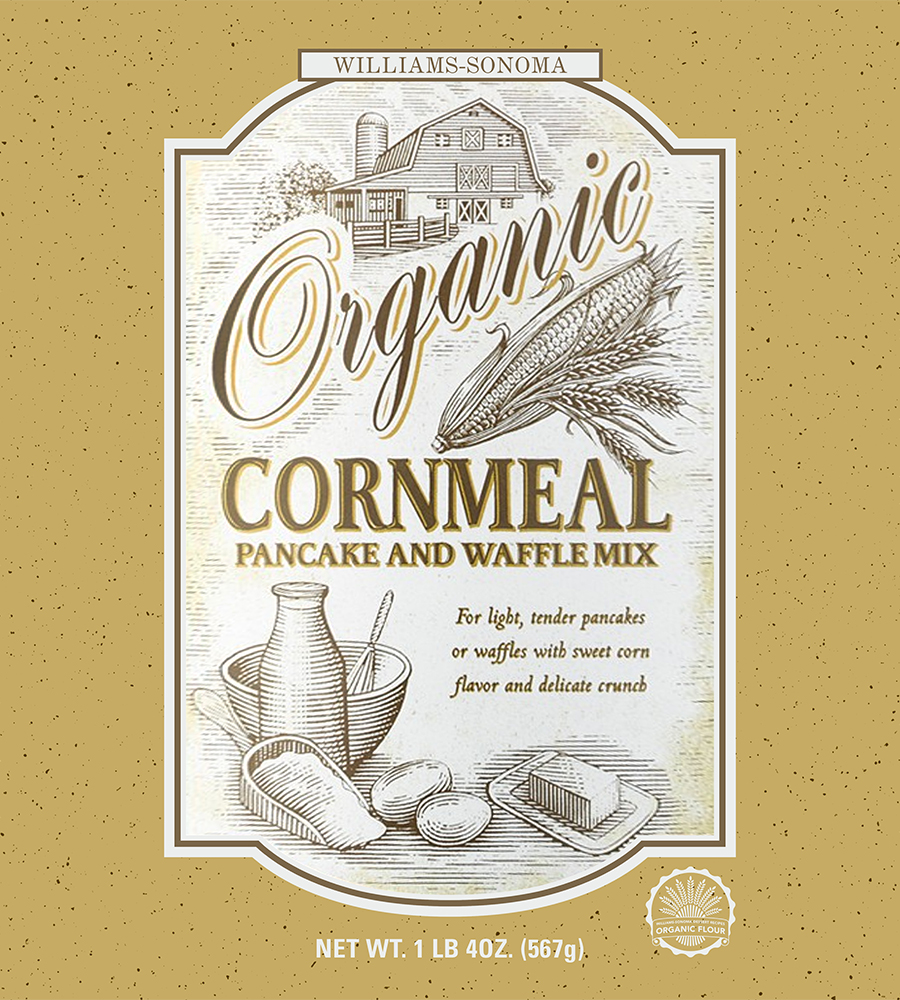 WILLIAMS-SONOMA
Organic
CORNMEAL
PANCAKE AND WAFFLE MIX
For light, tender pancakes
or waffles with sweet corn
flavor and delicate crunch
ORGANIC FLOUR
NET WT. 1 LB 4OZ. (567g)